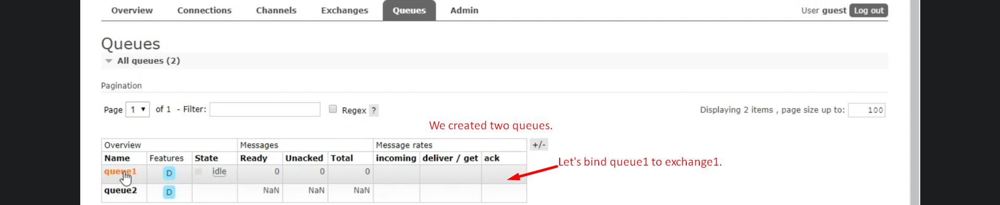 Overview Connections Channels Exchanges Queues Admin User guest Log out
Queues
All queues (2)
Pagination
Page 1 of 1 - Filter: Regex ? Displaying 2 items , page size up to: 100
We created two queues.
Overview Messages Message rates +/-
Name Features State Ready Unacked Total incoming deliver / get ack
Let's bind queue1 to exchange1.
queue1 D idle 0 0 0
queue2 D NaN NaN NaN